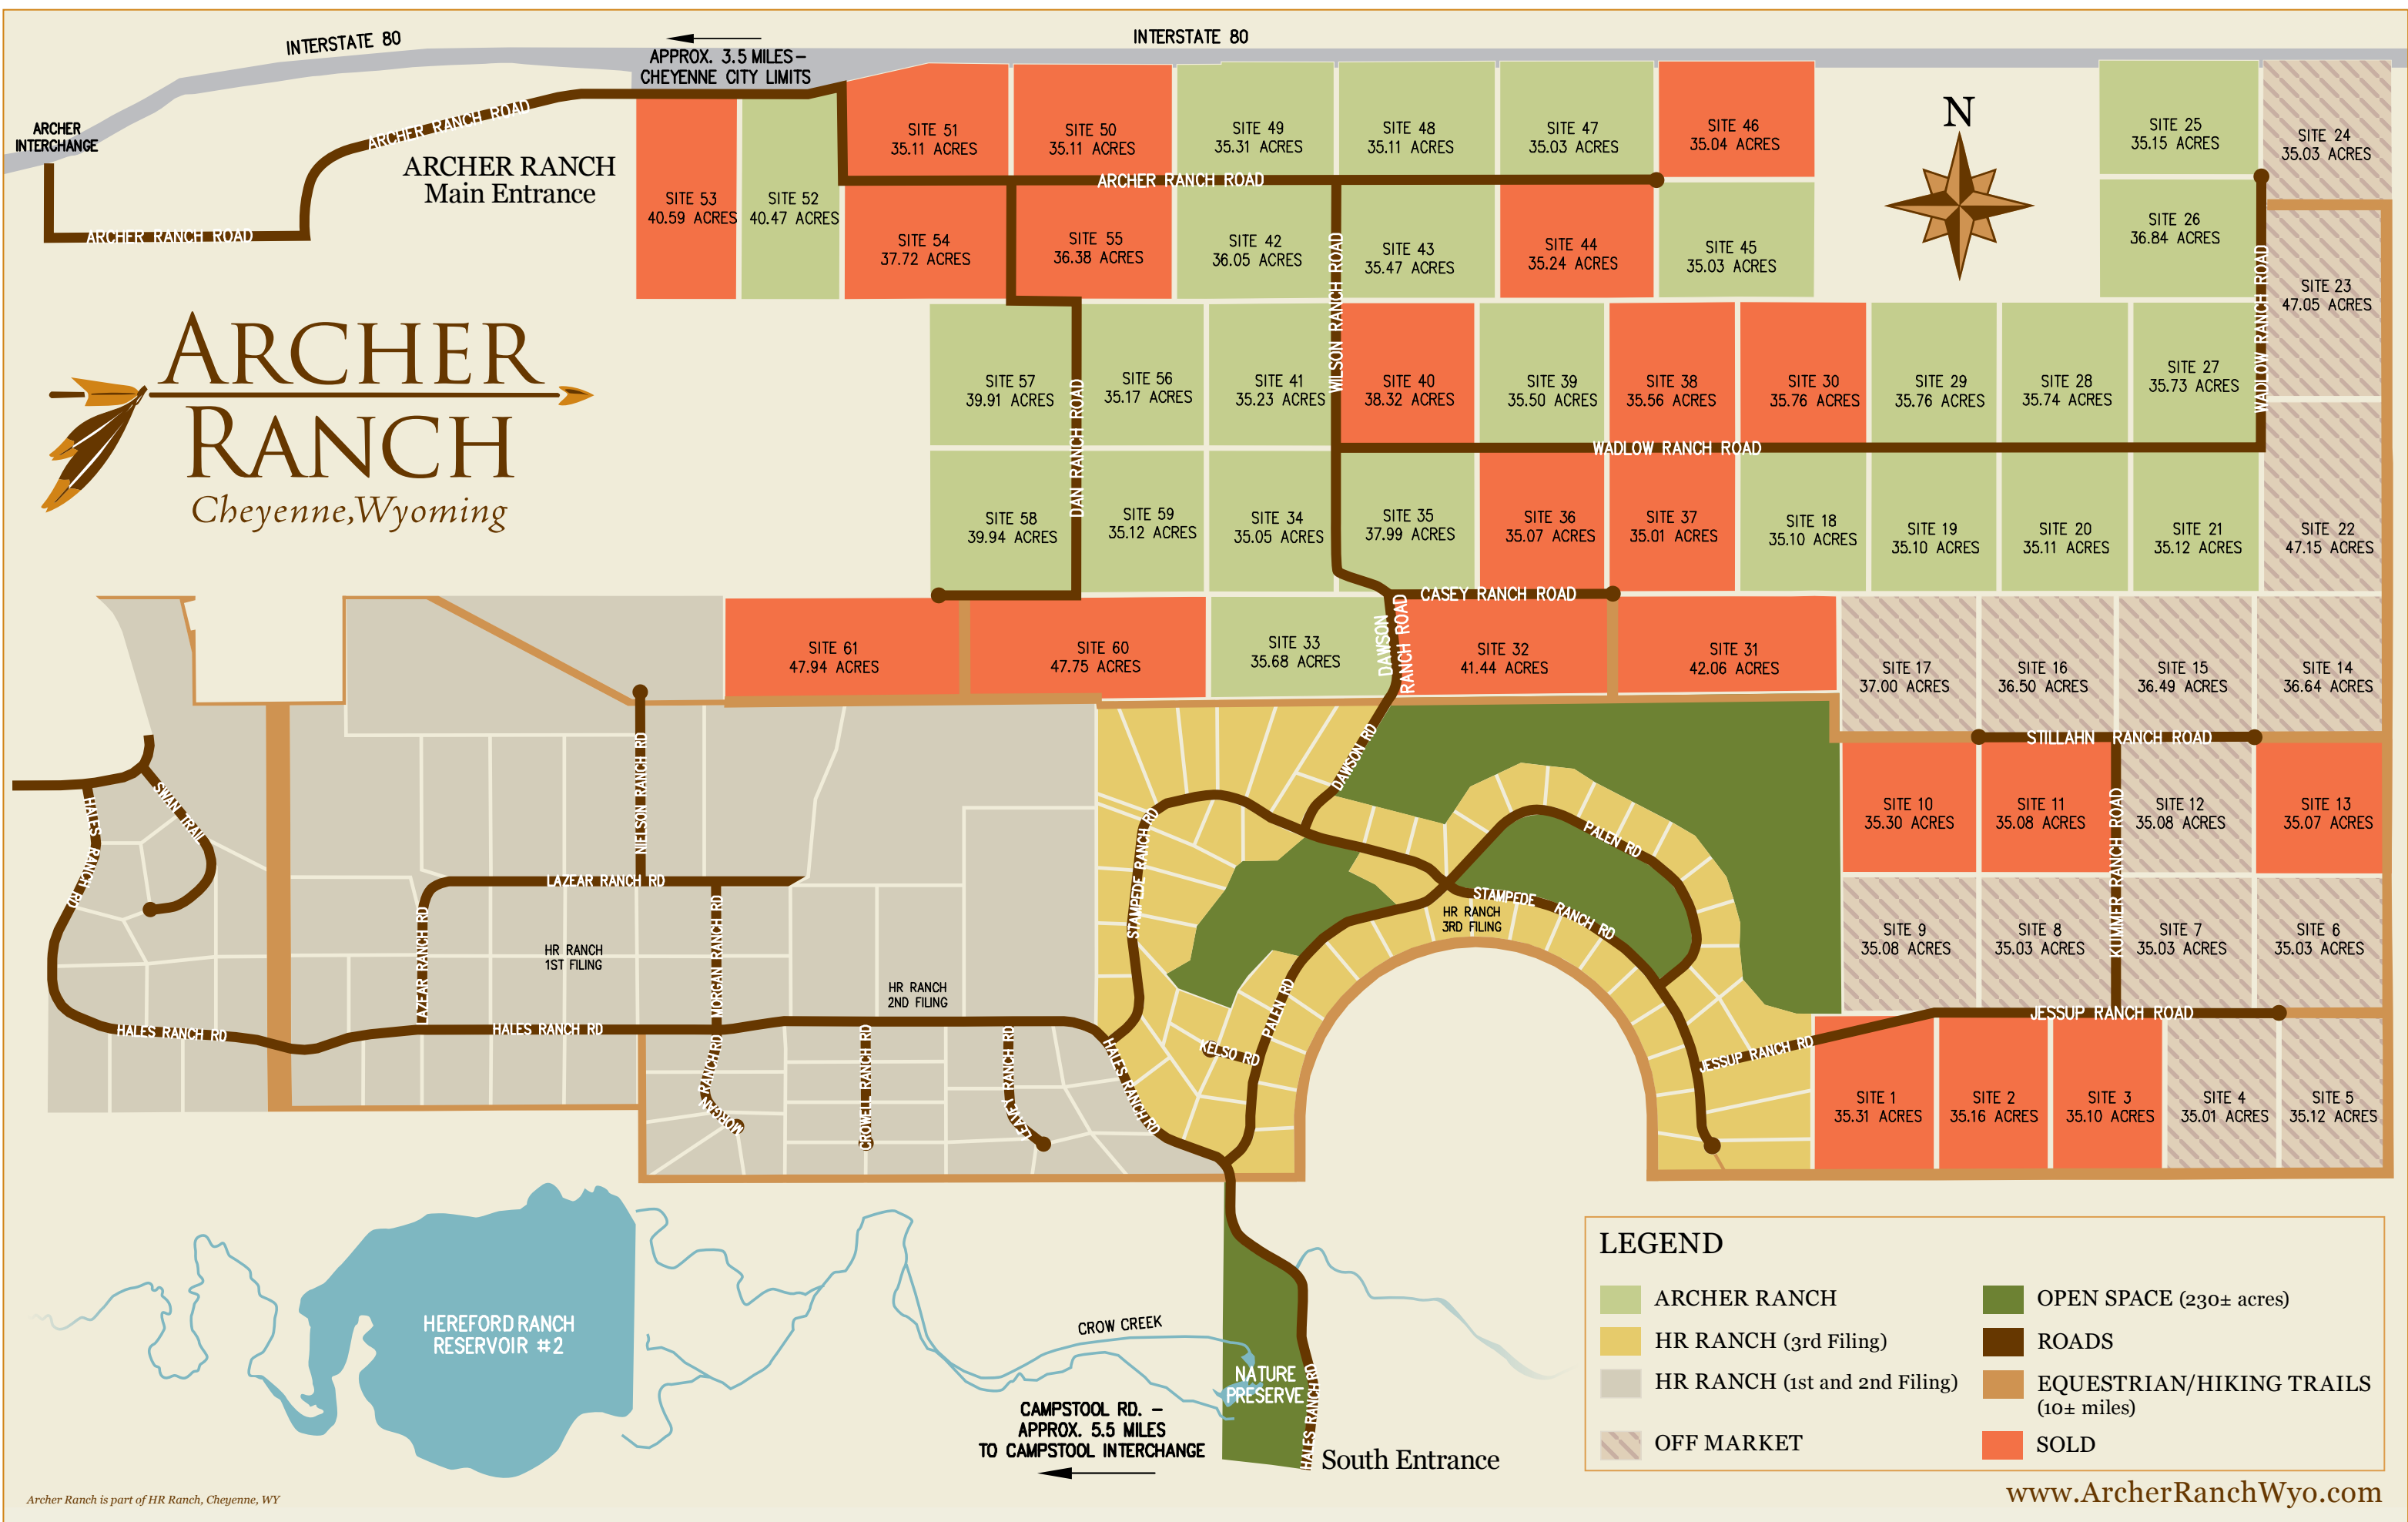 INTERSTATE 80
INTERSTATE 80
APPROX. 3.5 MILES–
CHEYENNE CITY LIMITS
ARCHER
INTERCHANGE
ARCHER RANCH ROAD
ARCHER RANCH ROAD
ARCHER RANCH
Main Entrance
ARCHER
RANCH
Cheyenne, Wyoming
N
SITE 51
35.11 ACRES
SITE 50
35.11 ACRES
SITE 49
35.31 ACRES
SITE 48
35.11 ACRES
SITE 47
35.03 ACRES
SITE 46
35.04 ACRES
SITE 25
35.15 ACRES
SITE 24
35.03 ACRES
ARCHER RANCH ROAD
SITE 53
40.59 ACRES
SITE 52
40.47 ACRES
SITE 54
37.72 ACRES
SITE 55
36.38 ACRES
SITE 42
36.05 ACRES
SITE 43
35.47 ACRES
SITE 44
35.24 ACRES
SITE 45
35.03 ACRES
SITE 26
36.84 ACRES
SITE 23
47.05 ACRES
WILSON RANCH ROAD
WADLOW RANCH ROAD
DAN RANCH ROAD
SITE 57
39.91 ACRES
SITE 56
35.17 ACRES
SITE 41
35.23 ACRES
SITE 40
38.32 ACRES
SITE 39
35.50 ACRES
SITE 38
35.56 ACRES
SITE 30
35.76 ACRES
SITE 29
35.76 ACRES
SITE 28
35.74 ACRES
SITE 27
35.73 ACRES
WADLOW RANCH ROAD
SITE 58
39.94 ACRES
SITE 59
35.12 ACRES
SITE 34
35.05 ACRES
SITE 35
37.99 ACRES
SITE 36
35.07 ACRES
SITE 37
35.01 ACRES
SITE 18
35.10 ACRES
SITE 19
35.10 ACRES
SITE 20
35.11 ACRES
SITE 21
35.12 ACRES
SITE 22
47.15 ACRES
CASEY RANCH ROAD
DAWSON
RANCH ROAD
SITE 61
47.94 ACRES
SITE 60
47.75 ACRES
SITE 33
35.68 ACRES
SITE 32
41.44 ACRES
SITE 31
42.06 ACRES
SITE 17
37.00 ACRES
SITE 16
36.50 ACRES
SITE 15
36.49 ACRES
SITE 14
36.64 ACRES
STILLAHN RANCH ROAD
SITE 10
35.30 ACRES
SITE 11
35.08 ACRES
SITE 12
35.08 ACRES
SITE 13
35.07 ACRES
KUMMER RANCH ROAD
SITE 9
35.08 ACRES
SITE 8
35.03 ACRES
SITE 7
35.03 ACRES
SITE 6
35.03 ACRES
JESSUP RANCH ROAD
JESSUP RANCH RD
SITE 1
35.31 ACRES
SITE 2
35.16 ACRES
SITE 3
35.10 ACRES
SITE 4
35.01 ACRES
SITE 5
35.12 ACRES
DAWSON RD
PALEN RD
STAMPEDE RANCH RD
STAMPEDE RANCH RD
HR RANCH
3RD FILING
PALEN RD
KELSO RD
SWAN TRAIL
HALES RANCH RD
NIELSON RANCH RD
LAZEAR RANCH RD
LAZEAR RANCH RD
MORGAN RANCH RD
HR RANCH
1ST FILING
HR RANCH
2ND FILING
HALES RANCH RD
HALES RANCH RD
HALES RANCH RD
MORGAN RANCH RD
CROWELL RANCH RD
LEAVEY RANCH RD
HEREFORD RANCH
RESERVOIR #2
CROW CREEK
NATURE
PRESERVE
HALES RANCH RD
CAMPSTOOL RD. –
APPROX. 5.5 MILES
TO CAMPSTOOL INTERCHANGE
South Entrance
LEGEND
ARCHER RANCH
HR RANCH (3rd Filing)
HR RANCH (1st and 2nd Filing)
OFF MARKET
OPEN SPACE (230± acres)
ROADS
EQUESTRIAN/HIKING TRAILS
(10± miles)
SOLD
Archer Ranch is part of HR Ranch, Cheyenne, WY
www.ArcherRanchWyo.com